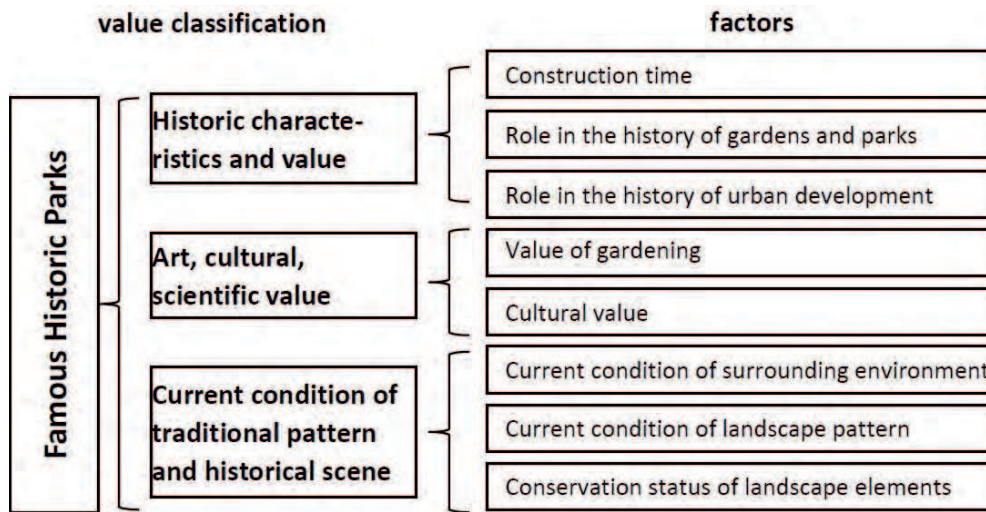 value classification
factors
Famous Historic Parks
Historic characte-
ristics and value
Construction time
Role in the history of gardens and parks
Role in the history of urban development
Art, cultural,
scientific value
Value of gardening
Cultural value
Current condition of
traditional pattern
and historical scene
Current condition of surrounding environment
Current condition of landscape pattern
Conservation status of landscape elements